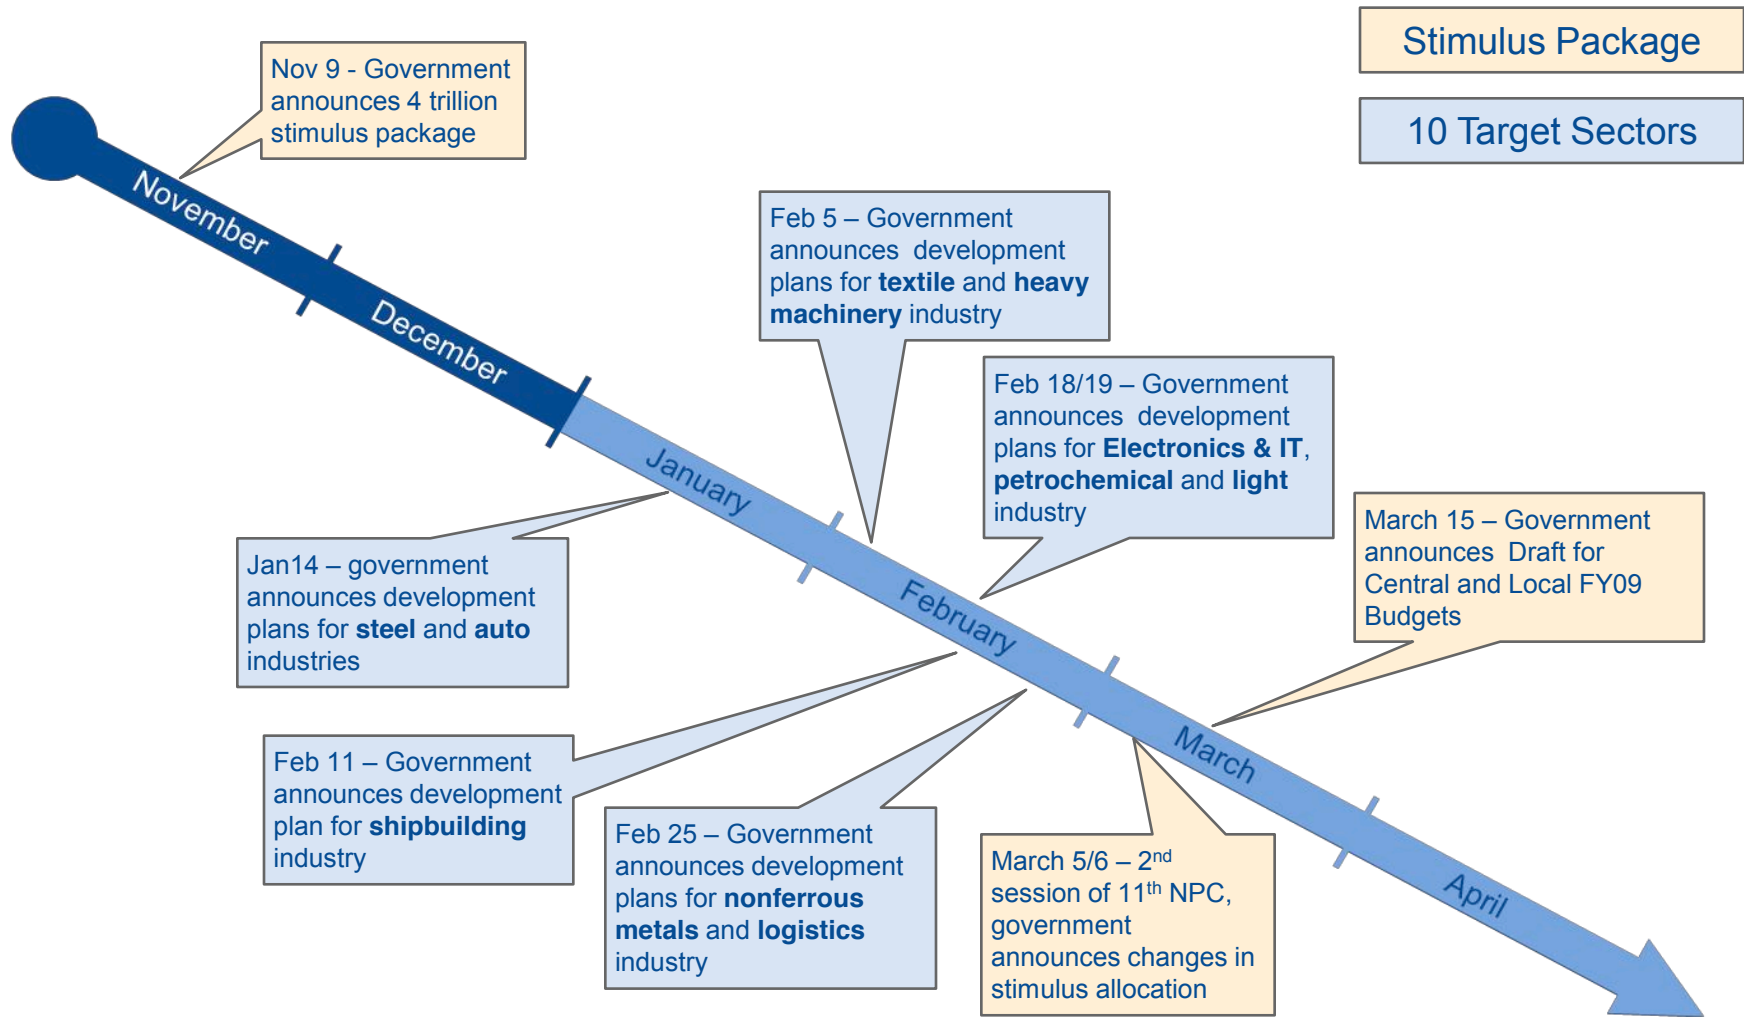 Stimulus Package
10 Target Sectors
Nov 9 - Government
announces 4 trillion
stimulus package
November
December
January
February
March
April
Feb 5 – Government
announces  development
plans for textile and heavy
machinery industry
Feb 18/19 – Government
announces  development
plans for Electronics & IT,
petrochemical and light
industry
March 15 – Government
announces  Draft for
Central and Local FY09
Budgets
Jan14 – government
announces development
plans for steel and auto
industries
Feb 11 – Government
announces development
plan for shipbuilding
industry
Feb 25 – Government
announces development
plans for nonferrous
metals and logistics
industry
March 5/6 – 2nd
session of 11th NPC,
government
announces changes in
stimulus allocation